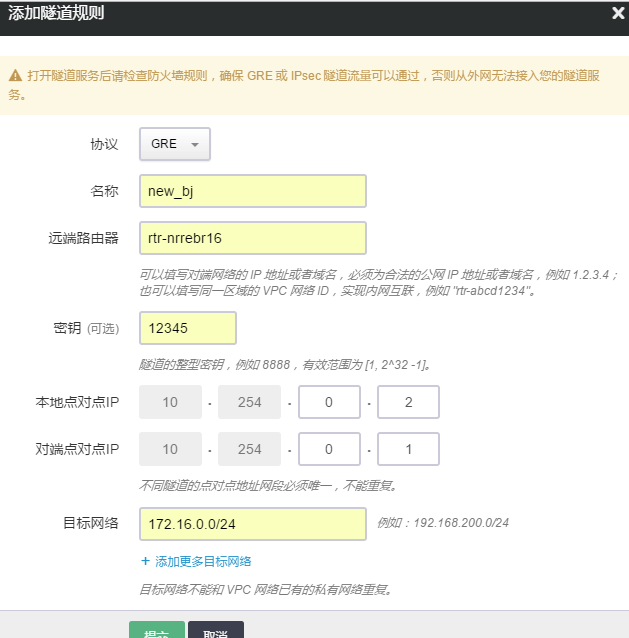 添加隧道规则
打开隧道服务后请检查防火墙规则，确保 GRE 或 IPsec 隧道流量可以通过，否则从外网无法接入您的隧道服
务。
协议 GRE
名称 new_bj
远端路由器 rtr-nrrebr16
可以填写对端网络的 IP 地址或者域名，必须为合法的公网 IP 地址或者域名，例如 1.2.3.4；
也可以填写同一区域的 VPC 网络 ID，实现内网互联，例如 "rtr-abcd1234"。
密钥 (可选) 12345
隧道的整型密钥，例如 8888，有效范围为 [1, 2^32 -1]。
本地点对点IP 10 . 254 . 0 . 2
对端点对点IP 10 . 254 . 0 . 1
不同隧道的点对点地址网段必须唯一，不能重复。
目标网络 172.16.0.0/24 例如：192.168.200.0/24
+ 添加更多目标网络
目标网络不能和 VPC 网络已有的私有网络重复。
提交 取消